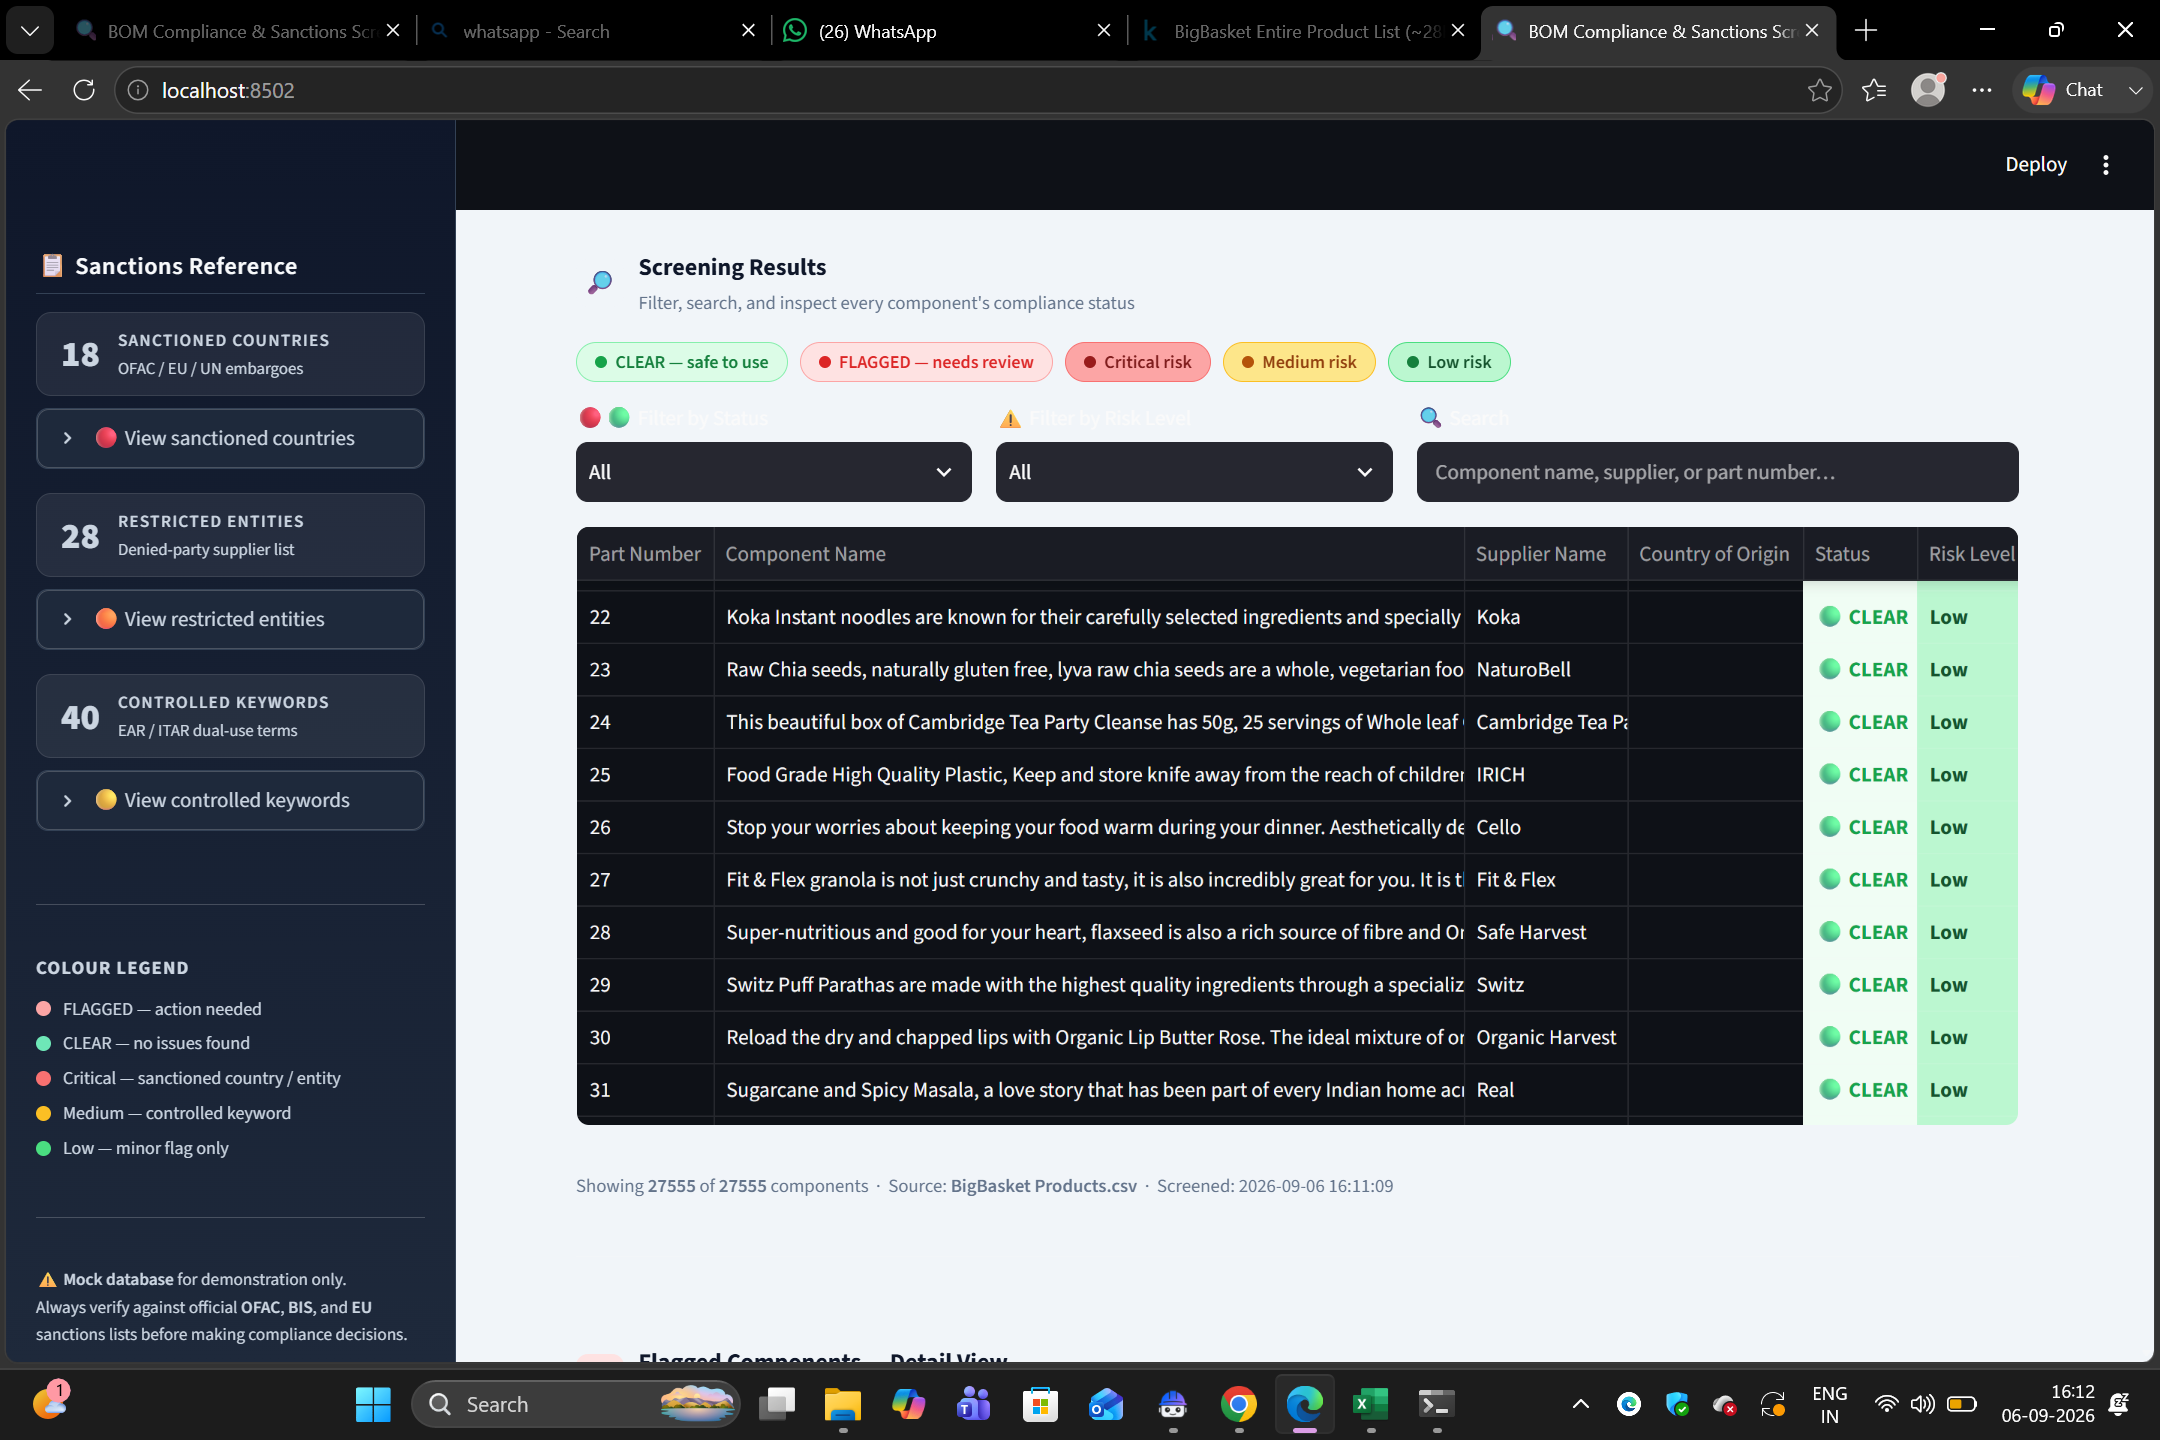 BOM Compliance & Sanctions Scr
whatsapp - Search
(26) WhatsApp
BigBasket Entire Product List (~28
BOM Compliance & Sanctions Scr
localhost:8502
Chat
Deploy
Sanctions Reference
18
SANCTIONED COUNTRIES
OFAC / EU / UN embargoes
View sanctioned countries
28
RESTRICTED ENTITIES
Denied-party supplier list
View restricted entities
40
CONTROLLED KEYWORDS
EAR / ITAR dual-use terms
View controlled keywords
COLOUR LEGEND
FLAGGED — action needed
CLEAR — no issues found
Critical — sanctioned country / entity
Medium — controlled keyword
Low — minor flag only
Mock database for demonstration only.
Always verify against official OFAC, BIS, and EU
sanctions lists before making compliance decisions.
Screening Results
Filter, search, and inspect every component's compliance status
CLEAR — safe to use
FLAGGED — needs review
Critical risk
Medium risk
Low risk
Filter by Status
Filter by Risk Level
Search
All
All
Component name, supplier, or part number...
Part Number Component Name Supplier Name Country of Origin Status Risk Level
22 Koka Instant noodles are known for their carefully selected ingredients and specially Koka CLEAR Low
23 Raw Chia seeds, naturally gluten free, lyva raw chia seeds are a whole, vegetarian foo NaturoBell CLEAR Low
24 This beautiful box of Cambridge Tea Party Cleanse has 50g, 25 servings of Whole leaf Cambridge Tea Pa CLEAR Low
25 Food Grade High Quality Plastic, Keep and store knife away from the reach of childre IRICH CLEAR Low
26 Stop your worries about keeping your food warm during your dinner. Aesthetically de Cello CLEAR Low
27 Fit & Flex granola is not just crunchy and tasty, it is also incredibly great for you. It is t Fit & Flex CLEAR Low
28 Super-nutritious and good for your heart, flaxseed is also a rich source of fibre and Or Safe Harvest CLEAR Low
29 Switz Puff Parathas are made with the highest quality ingredients through a specializ Switz CLEAR Low
30 Reload the dry and chapped lips with Organic Lip Butter Rose. The ideal mixture of or Organic Harvest CLEAR Low
31 Sugarcane and Spicy Masala, a love story that has been part of every Indian home acr Real CLEAR Low
Showing 27555 of 27555 components · Source: BigBasket Products.csv · Screened: 2026-09-06 16:11:09
Flagged Components — Detail View
1
Search
ENG
IN
16:12
06-09-2026